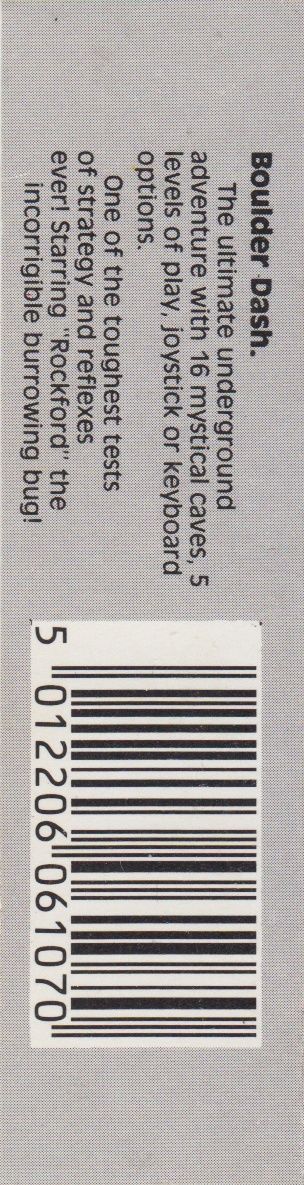 Boulder Dash.
The ultimate underground
adventure with 16 mystical caves, 5
levels of play, joystick or keyboard
options.
One of the toughest tests
of strategy and reflexes
ever! Starring "Rockford" the
incorrigible burrowing bug!
5 012206 061070